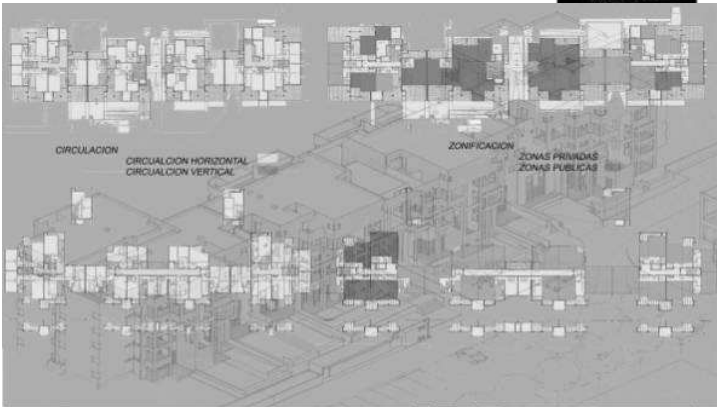 CIRCULACION
CIRCUALCION HORIZONTAL
CIRCUALCION VERTICAL
ZONIFICACION
ZONAS PRIVADAS
ZONAS PUBLICAS